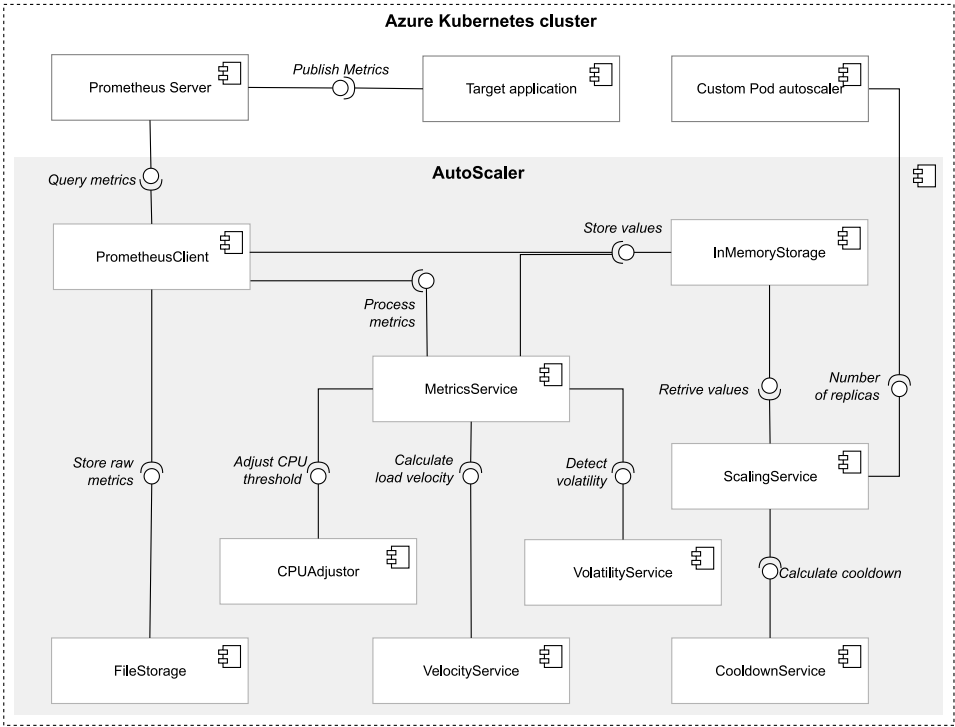 Azure Kubernetes cluster
Prometheus Server
Publish Metrics
Target application
Custom Pod autoscaler
AutoScaler
Query metrics
PrometheusClient
Store values
InMemoryStorage
Process
metrics
MetricsService
Retrive values
Number
of replicas
Store raw
metrics
Adjust CPU
threshold
Calculate
load velocity
Detect
volatility
ScalingService
CPUAdjustor
VolatilityService
Calculate cooldown
FileStorage
VelocityService
CooldownService